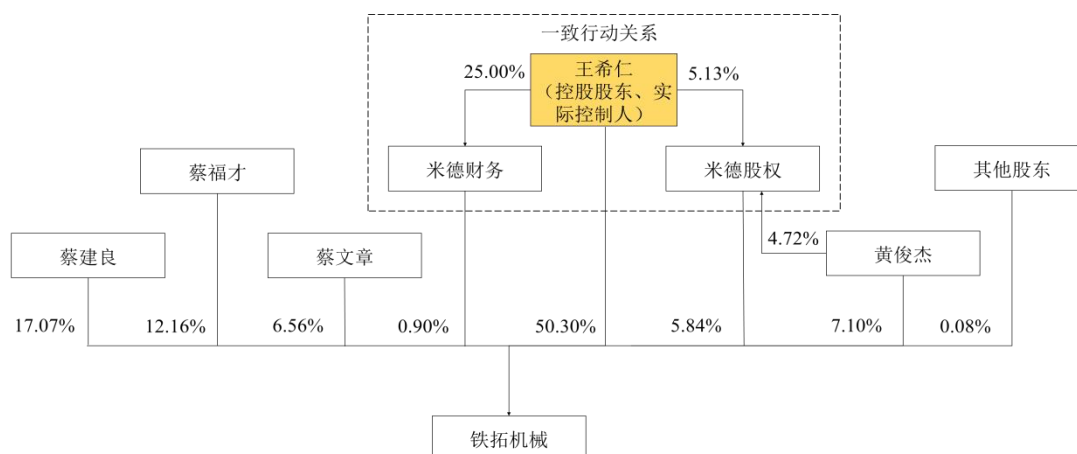 一致行动关系
25.00%
王希仁
（控股股东、实
际控制人）
5.13%
蔡福才
米德财务
米德股权
其他股东
蔡建良
蔡文章
4.72%
黄俊杰
17.07%
12.16%
6.56%
0.90%
50.30%
5.84%
7.10%
0.08%
铁拓机械